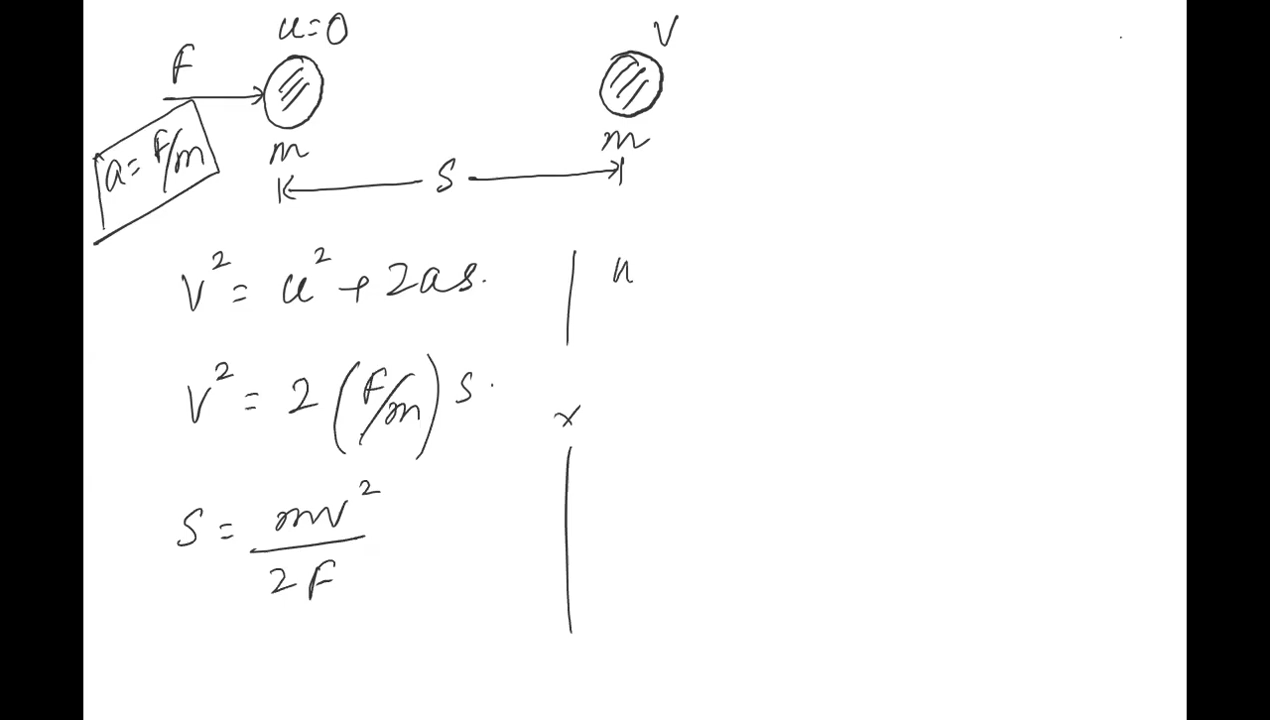 u=0
V
F
a= F/m
m
m
S
V² = u² + 2as.
u
V² = 2 (F/m) s.
x
S = mv² / 2F